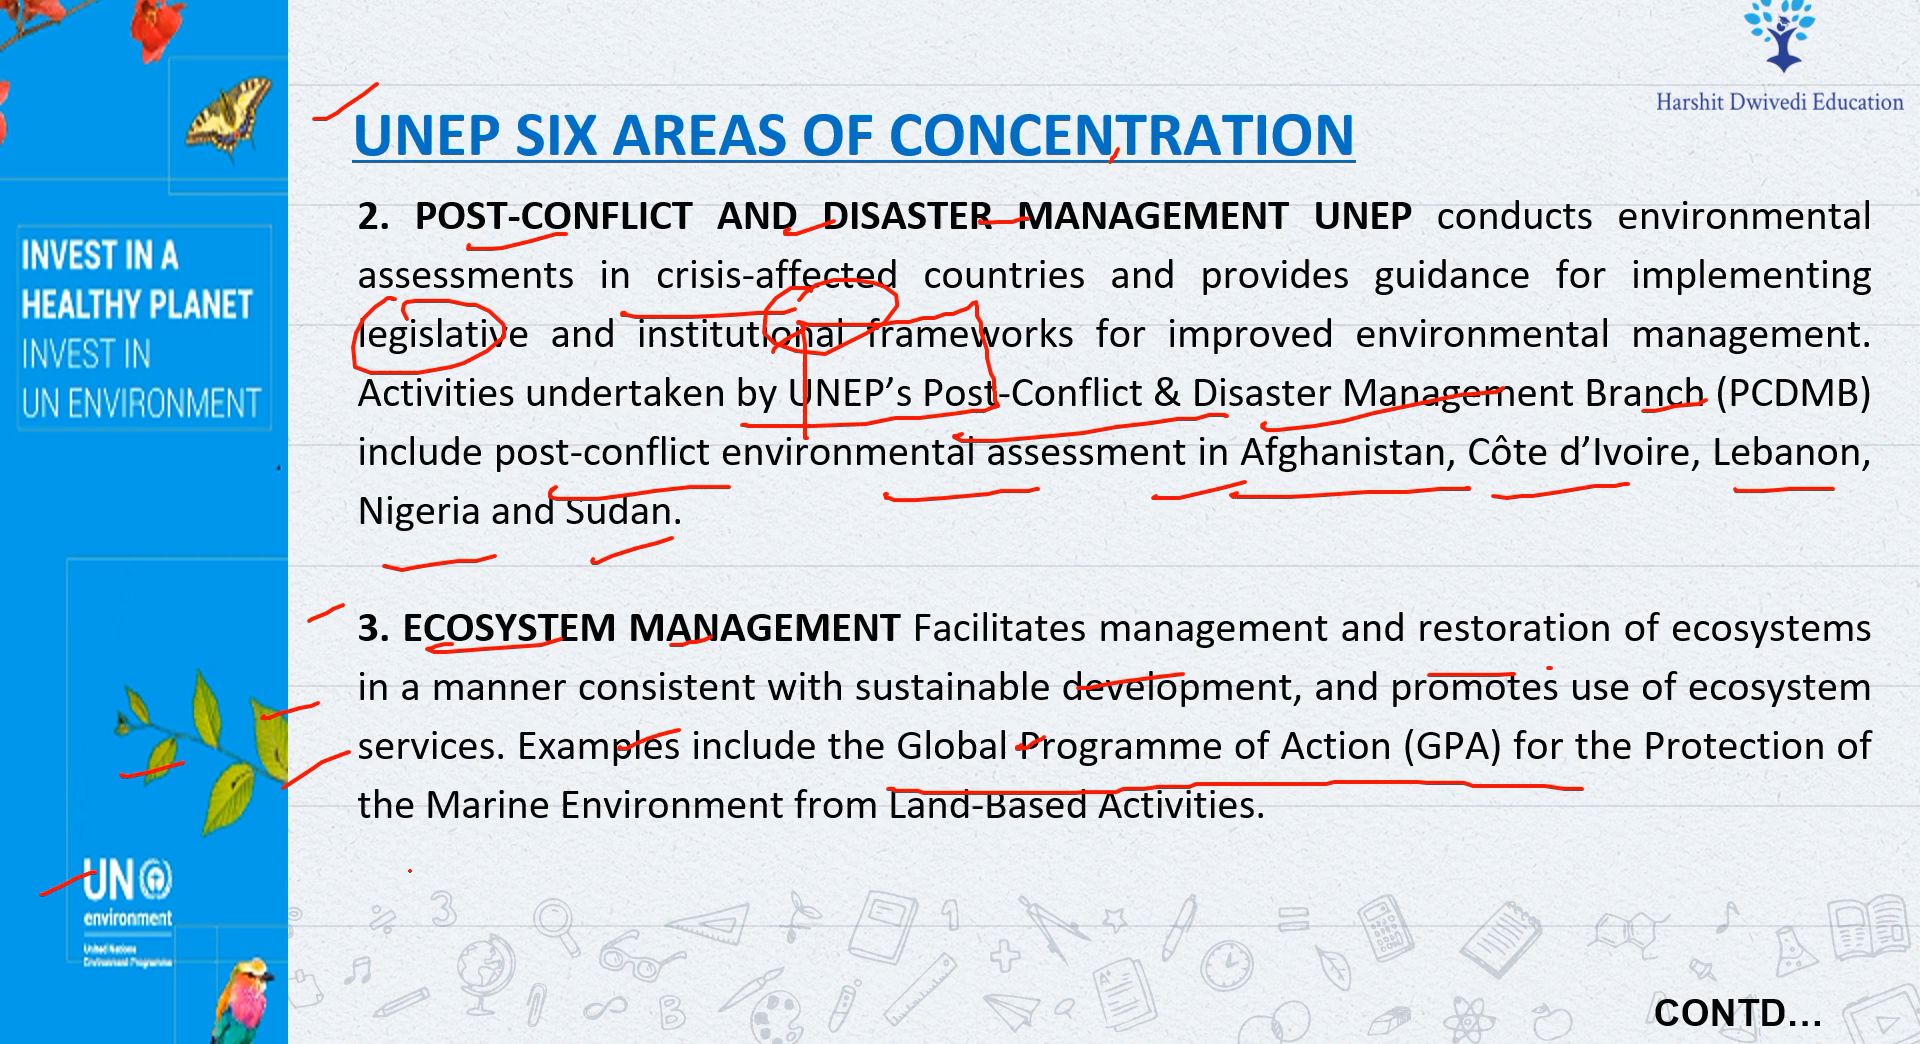 Harshit Dwivedi Education
UNEP SIX AREAS OF CONCENTRATION
2. POST-CONFLICT AND DISASTER MANAGEMENT UNEP conducts environmental
assessments in crisis-affected countries and provides guidance for implementing
legislative and institutional frameworks for improved environmental management.
Activities undertaken by UNEP’s Post-Conflict & Disaster Management Branch (PCDMB)
include post-conflict environmental assessment in Afghanistan, Côte d’Ivoire, Lebanon,
Nigeria and Sudan.
3. ECOSYSTEM MANAGEMENT Facilitates management and restoration of ecosystems
in a manner consistent with sustainable development, and promotes use of ecosystem
services. Examples include the Global Programme of Action (GPA) for the Protection of
the Marine Environment from Land-Based Activities.
CONTD...
INVEST IN A
HEALTHY PLANET
INVEST IN
UN ENVIRONMENT
UN
environment
United Nations
Environment Programme